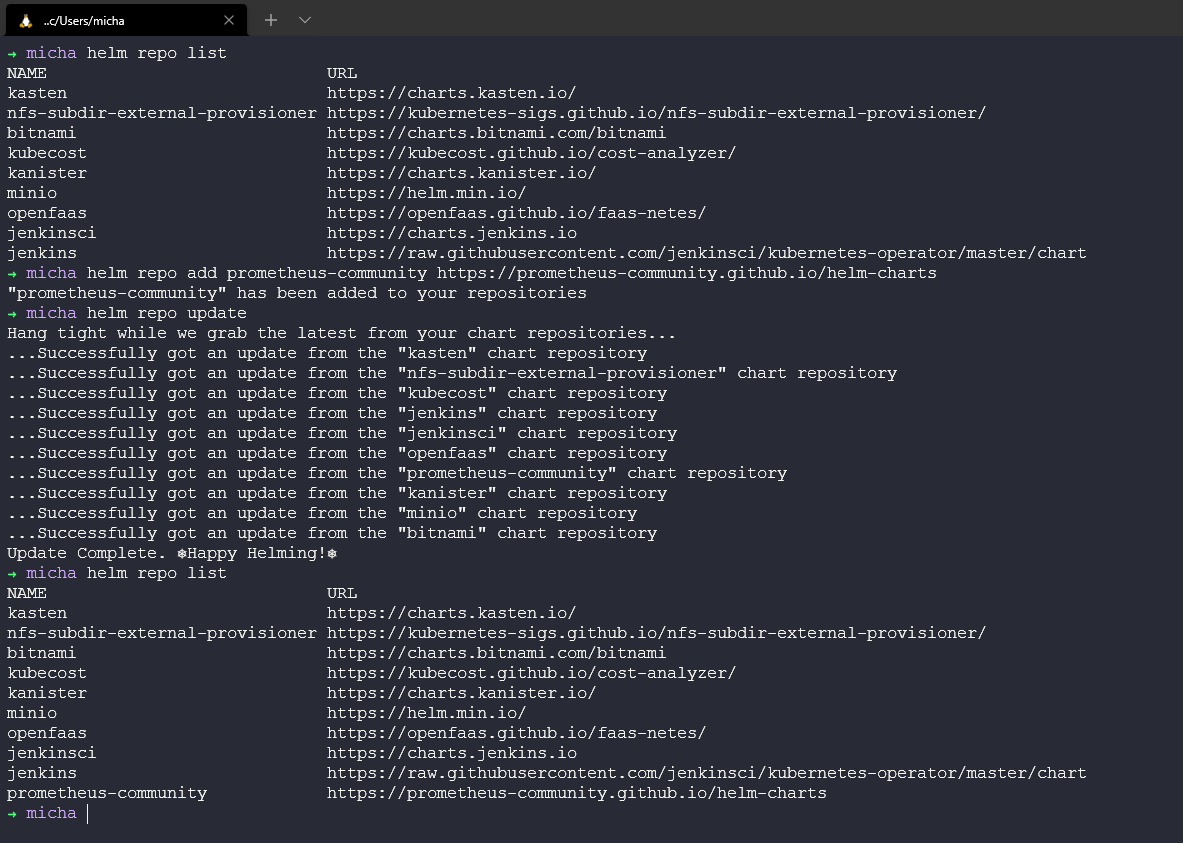 ..c/Users/micha
→ micha helm repo list
NAME URL
kasten https://charts.kasten.io/
nfs-subdir-external-provisioner https://kubernetes-sigs.github.io/nfs-subdir-external-provisioner/
bitnami https://charts.bitnami.com/bitnami
kubecost https://kubecost.github.io/cost-analyzer/
kanister https://charts.kanister.io/
minio https://helm.min.io/
openfaas https://openfaas.github.io/faas-netes/
jenkinsci https://charts.jenkins.io
jenkins https://raw.githubusercontent.com/jenkinsci/kubernetes-operator/master/chart
→ micha helm repo add prometheus-community https://prometheus-community.github.io/helm-charts
"prometheus-community" has been added to your repositories
→ micha helm repo update
Hang tight while we grab the latest from your chart repositories...
...Successfully got an update from the "kasten" chart repository
...Successfully got an update from the "nfs-subdir-external-provisioner" chart repository
...Successfully got an update from the "kubecost" chart repository
...Successfully got an update from the "jenkins" chart repository
...Successfully got an update from the "jenkinsci" chart repository
...Successfully got an update from the "openfaas" chart repository
...Successfully got an update from the "prometheus-community" chart repository
...Successfully got an update from the "kanister" chart repository
...Successfully got an update from the "minio" chart repository
...Successfully got an update from the "bitnami" chart repository
Update Complete. ⎈Happy Helming!⎈
→ micha helm repo list
NAME URL
kasten https://charts.kasten.io/
nfs-subdir-external-provisioner https://kubernetes-sigs.github.io/nfs-subdir-external-provisioner/
bitnami https://charts.bitnami.com/bitnami
kubecost https://kubecost.github.io/cost-analyzer/
kanister https://charts.kanister.io/
minio https://helm.min.io/
openfaas https://openfaas.github.io/faas-netes/
jenkinsci https://charts.jenkins.io
jenkins https://raw.githubusercontent.com/jenkinsci/kubernetes-operator/master/chart
prometheus-community https://prometheus-community.github.io/helm-charts
→ micha